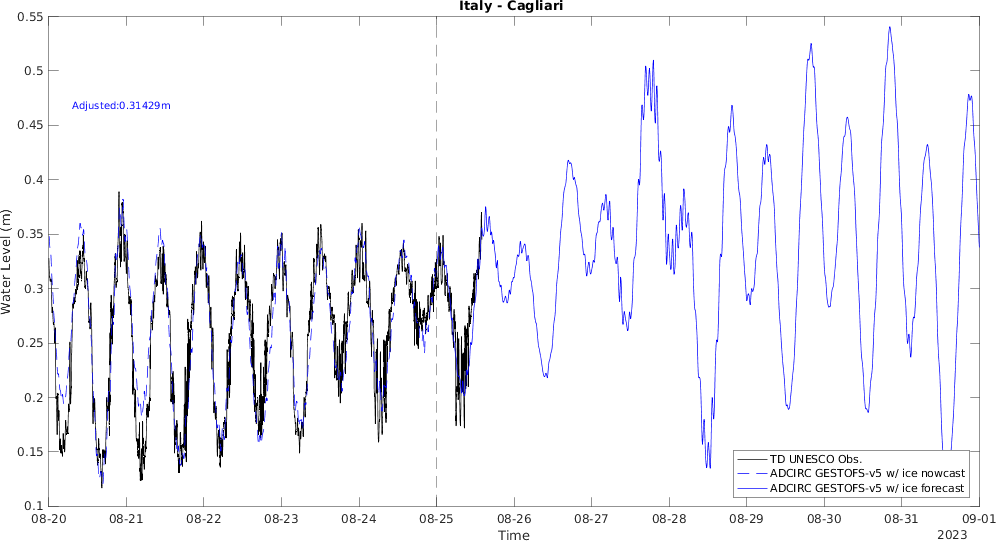 Italy - Cagliari
0.55
0.5
0.45
0.4
0.35
0.3
0.25
0.2
0.15
0.1
Water Level (m)
Adjusted:0.31429m
TD UNESCO Obs.
ADCIRC GESTOFS-v5 w/ ice nowcast
ADCIRC GESTOFS-v5 w/ ice forecast
08-20 08-21 08-22 08-23 08-24 08-25 08-26 08-27 08-28 08-29 08-30 08-31 09-01
Time
2023